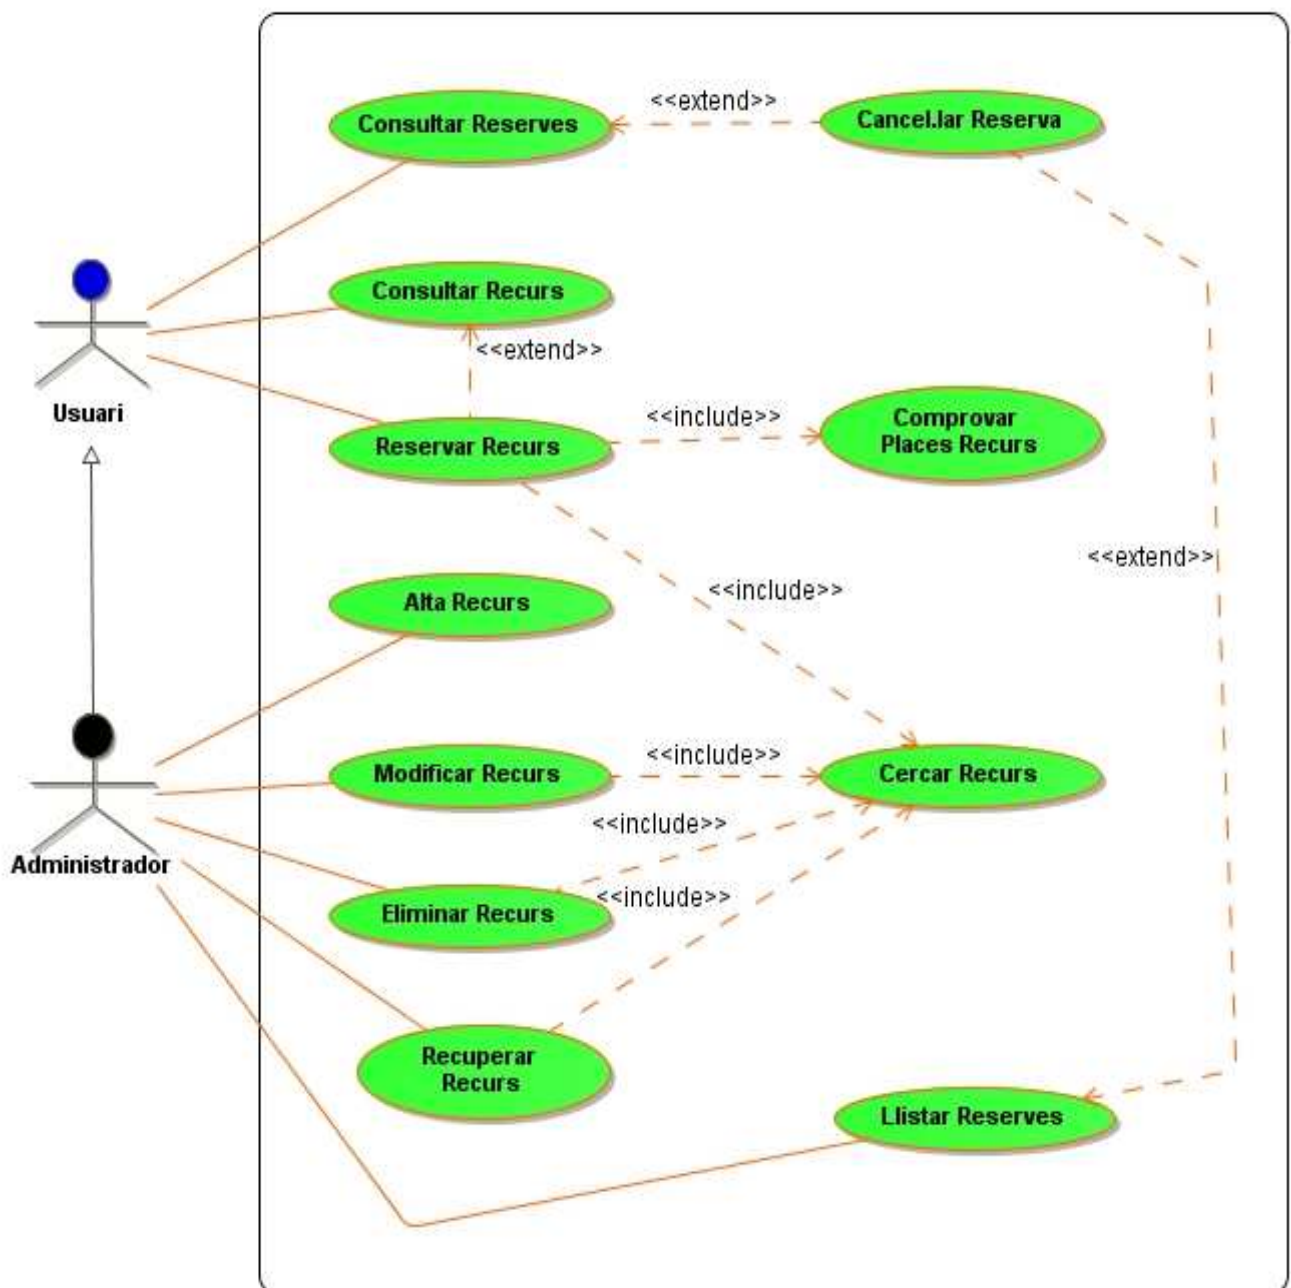 <<extend>>
Consultar Reserves
Cancel.lar Reserva
Consultar Recurs
<<extend>>
Usuari
Reservar Recurs
<<include>>
Comprovar
Places Recurs
<<extend>>
<<include>>
Alta Recurs
Modificar Recurs
<<include>>
Cercar Recurs
<<include>>
Administrador
<<include>>
Eliminar Recurs
Recuperar
Recurs
Llistar Reserves